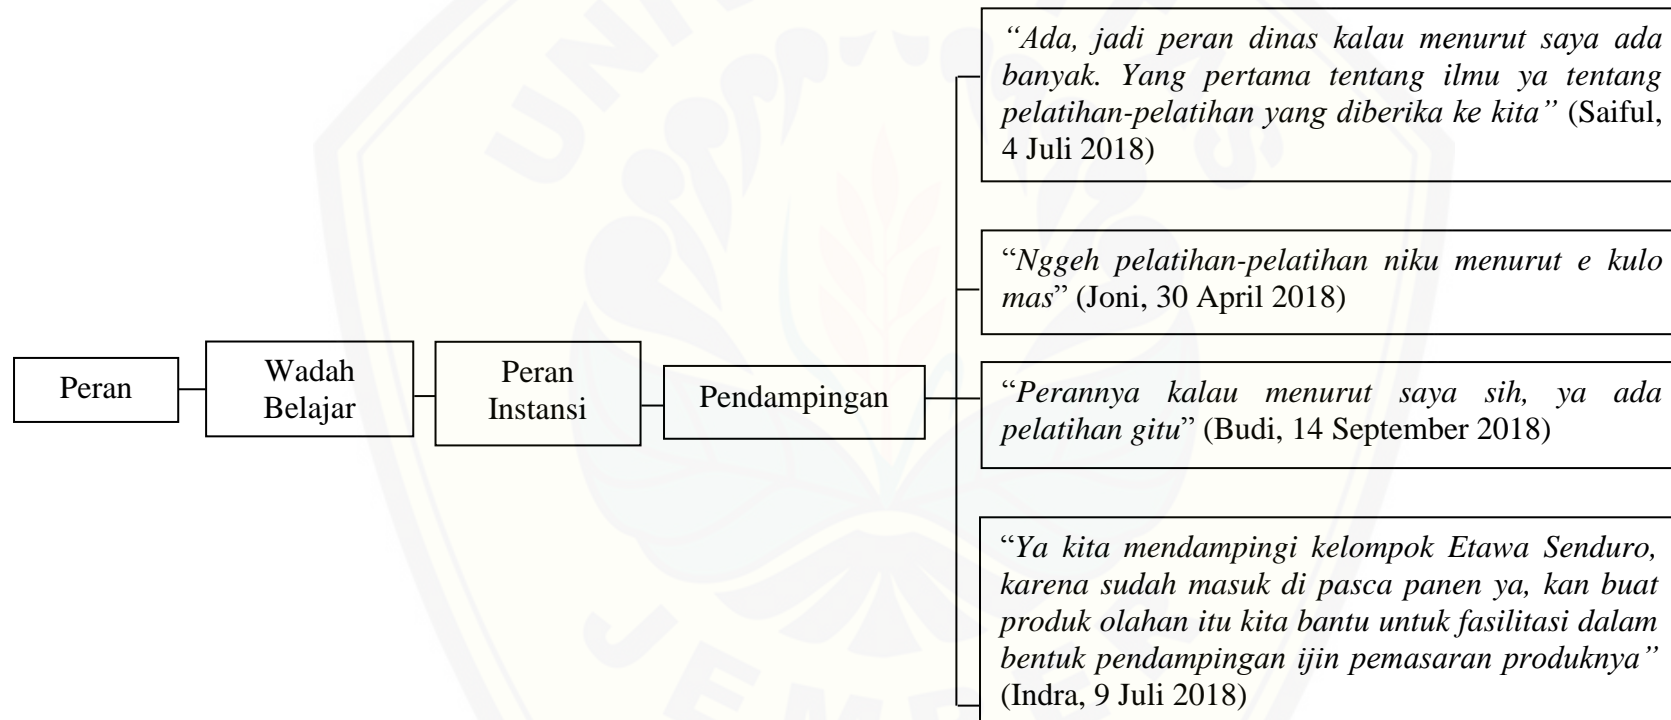 Peran
Wadah
Belajar
Peran
Instansi
Pendampingan
“Ada, jadi peran dinas kalau menurut saya ada
banyak. Yang pertama tentang ilmu ya tentang
pelatihan-pelatihan yang diberika ke kita” (Saiful,
4 Juli 2018)
“Nggeh pelatihan-pelatihan niku menurut e kulo
mas” (Joni, 30 April 2018)
“Perannya kalau menurut saya sih, ya ada
pelatihan gitu” (Budi, 14 September 2018)
“Ya kita mendampingi kelompok Etawa Senduro,
karena sudah masuk di pasca panen ya, kan buat
produk olahan itu kita bantu untuk fasilitasi dalam
bentuk pendampingan ijin pemasaran produknya”
(Indra, 9 Juli 2018)
JEMBER